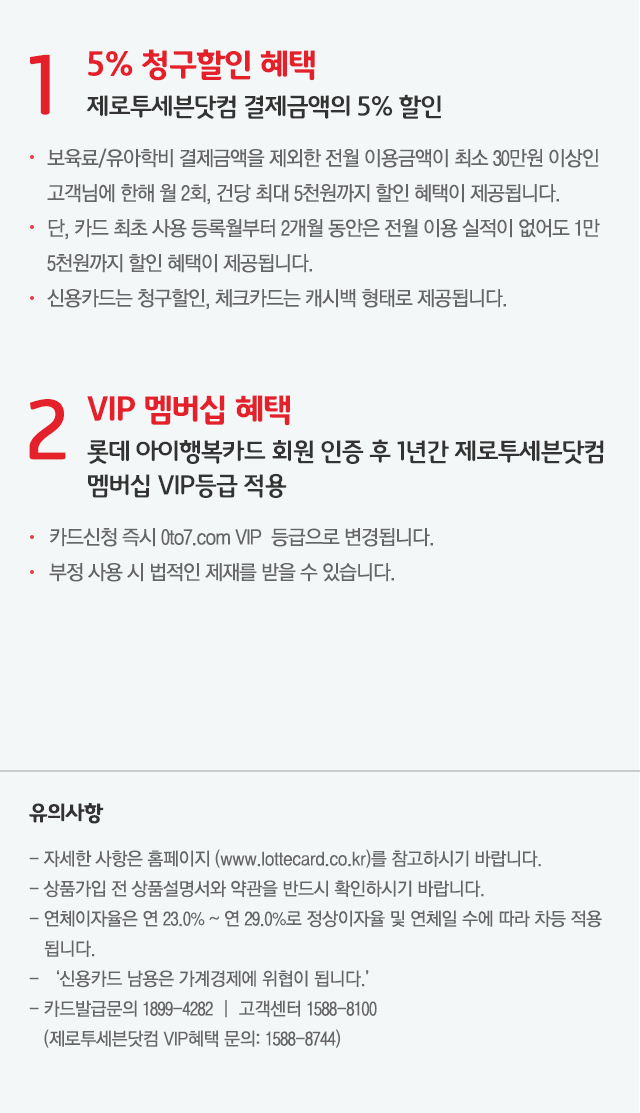 1
5% 청구할인 혜택
제로투세븐닷컴 결제금액의 5% 할인
• 보육료/유아학비 결제금액을 제외한 전월 이용금액이 최소 30만원 이상인
고객님에 한해 월 2회, 건당 최대 5천원까지 할인 혜택이 제공됩니다.
• 단, 카드 최초 사용 등록월부터 2개월 동안은 전월 이용 실적이 없어도 1만
5천원까지 할인 혜택이 제공됩니다.
• 신용카드는 청구할인, 체크카드는 캐시백 형태로 제공됩니다.
2
VIP 멤버십 혜택
롯데 아이행복카드 회원 인증 후 1년간 제로투세븐닷컴
멤버십 VIP등급 적용
• 카드신청 즉시 0to7.com VIP 등급으로 변경됩니다.
• 부정 사용 시 법적인 제재를 받을 수 있습니다.
유의사항
- 자세한 사항은 홈페이지 (www.lottecard.co.kr)를 참고하시기 바랍니다.
- 상품가입 전 상품설명서와 약관을 반드시 확인하시기 바랍니다.
- 연체이자율은 연 23.0% ~ 연 29.0%로 정상이자율 및 연체일 수에 따라 차등 적용
됩니다.
- ‘신용카드 남용은 가계경제에 위협이 됩니다.’
- 카드발급문의 1899-4282 | 고객센터 1588-8100
(제로투세븐닷컴 VIP혜택 문의: 1588-8744)